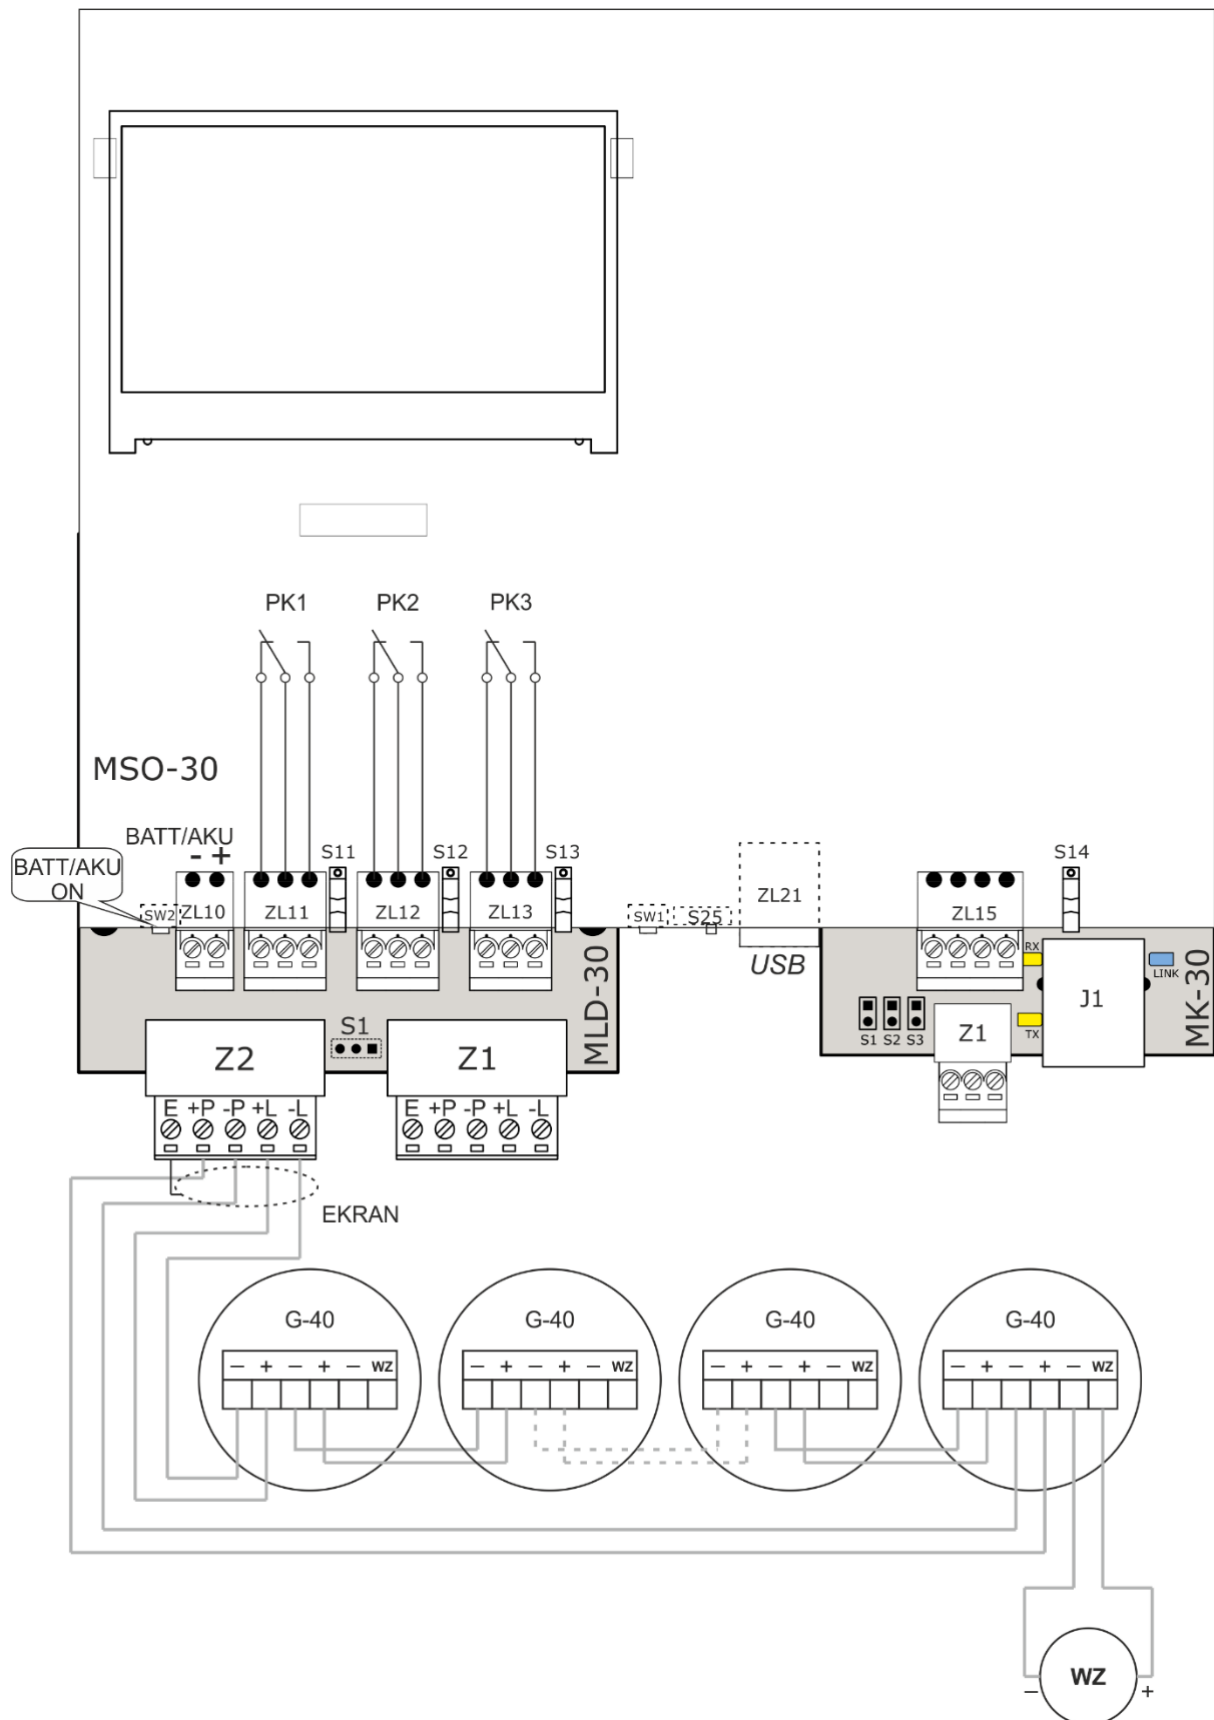 PK1 PK2 PK3
MSO-30
BATT/AKU
- +
BATT/AKU
ON
S11 S12 S13 S14
SW2 ZL10 ZL11 ZL12 ZL13 SW1 S25 ZL21 ZL15
USB
MLD-30
RX
LINK
J1
MK-30
TX
S1 S2 S3
Z1
S1
Z2 Z1
E +P -P +L -L E +P -P +L -L
EKRAN
G-40 G-40 G-40 G-40
– + – + – WZ – + – + – WZ – + – + – WZ – + – + – WZ
WZ
– +